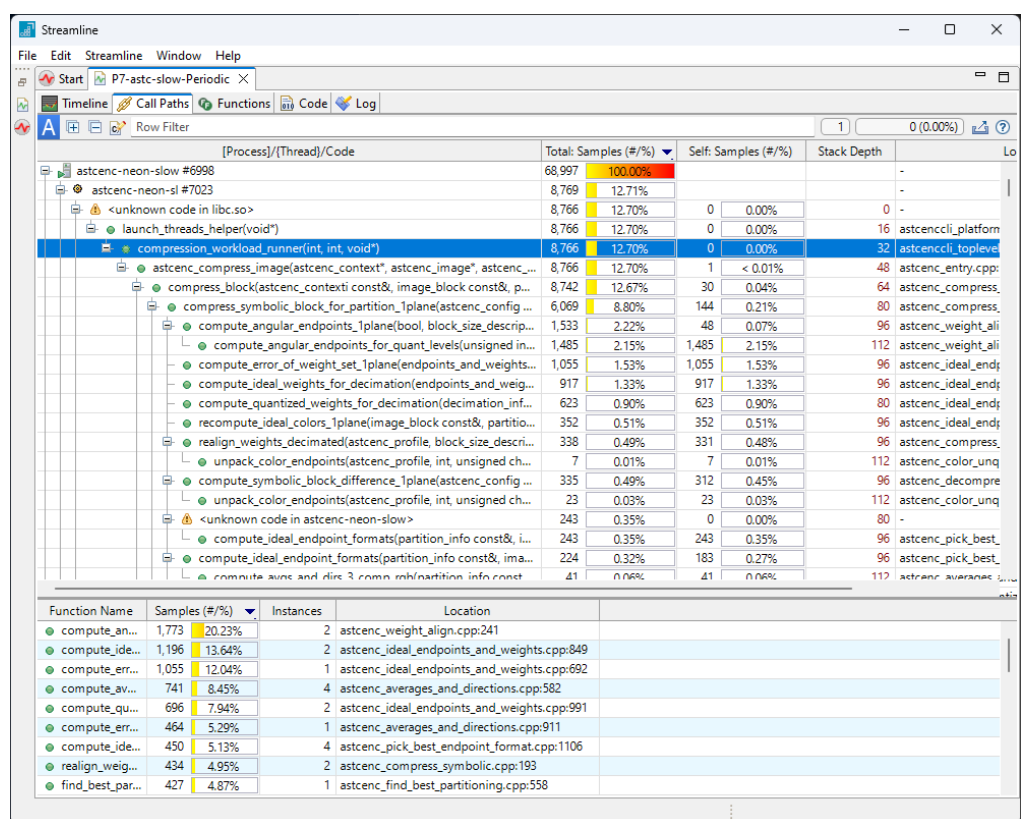 Streamline
File Edit Streamline Window Help
Start P7-astc-slow-Periodic
Timeline Call Paths Functions Code Log
A Row Filter 1 0 (0.00%)
[Process]/{Thread}/Code Total: Samples (#/%) Self: Samples (#/%) Stack Depth Lo
astcenc-neon-slow #6998 68,997 100.00% -
astcenc-neon-sl #7023 8,769 12.71% -
<unknown code in libc.so> 8,766 12.70% 0 0.00% 0 -
launch_threads_helper(void*) 8,766 12.70% 0 0.00% 16 astcenccli_platform
compression_workload_runner(int, int, void*) 8,766 12.70% 0 0.00% 32 astcenccli_toplevel
astcenc_compress_image(astcenc_context*, astcenc_image*, astcenc_... 8,766 12.70% 1 < 0.01% 48 astcenc_entry.cpp:
compress_block(astcenc_contexti const&, image_block const&, p... 8,742 12.67% 30 0.04% 64 astcenc_compress_
compress_symbolic_block_for_partition_1plane(astcenc_config ... 6,069 8.80% 144 0.21% 80 astcenc_compress_
compute_angular_endpoints_1plane(bool, block_size_descrip... 1,533 2.22% 48 0.07% 96 astcenc_weight_ali
compute_angular_endpoints_for_quant_levels(unsigned in... 1,485 2.15% 1,485 2.15% 112 astcenc_weight_ali
compute_error_of_weight_set_1plane(endpoints_and_weights... 1,055 1.53% 1,055 1.53% 96 astcenc_ideal_endp
compute_ideal_weights_for_decimation(endpoints_and_weig... 917 1.33% 917 1.33% 96 astcenc_ideal_endp
compute_quantized_weights_for_decimation(decimation_inf... 623 0.90% 623 0.90% 80 astcenc_ideal_endp
recompute_ideal_colors_1plane(image_block const&, partitio... 352 0.51% 352 0.51% 96 astcenc_ideal_endp
realign_weights_decimated(astcenc_profile, block_size_descri... 338 0.49% 331 0.48% 96 astcenc_compress_
unpack_color_endpoints(astcenc_profile, int, unsigned ch... 7 0.01% 7 0.01% 112 astcenc_color_unq
compute_symbolic_block_difference_1plane(astcenc_config ... 335 0.49% 312 0.45% 96 astcenc_decompre
unpack_color_endpoints(astcenc_profile, int, unsigned ch... 23 0.03% 23 0.03% 112 astcenc_color_unq
<unknown code in astcenc-neon-slow> 243 0.35% 0 0.00% 80 -
compute_ideal_endpoint_formats(partition_info const&, i... 243 0.35% 243 0.35% 96 astcenc_pick_best_
compute_ideal_endpoint_formats(partition_info const&, ima... 224 0.32% 183 0.27% 96 astcenc_pick_best_
compute_avgs_and_dirs_3_comp_rgb(partition_info const... 41 0.06% 41 0.06% 112 astcenc_averages_
Function Name Samples (#/%) Instances Location
compute_an... 1,773 20.23% 2 astcenc_weight_align.cpp:241
compute_ide... 1,196 13.64% 2 astcenc_ideal_endpoints_and_weights.cpp:849
compute_err... 1,055 12.04% 1 astcenc_ideal_endpoints_and_weights.cpp:692
compute_av... 741 8.45% 4 astcenc_averages_and_directions.cpp:582
compute_qu... 696 7.94% 2 astcenc_ideal_endpoints_and_weights.cpp:991
compute_err... 464 5.29% 1 astcenc_averages_and_directions.cpp:911
compute_ide... 450 5.13% 4 astcenc_pick_best_endpoint_format.cpp:1106
realign_weig... 434 4.95% 2 astcenc_compress_symbolic.cpp:193
find_best_par... 427 4.87% 1 astcenc_find_best_partitioning.cpp:558